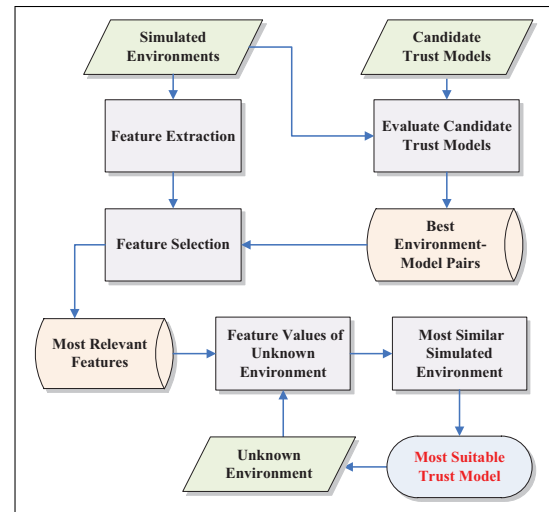 Simulated
Environments
Candidate
Trust Models
Feature Extraction
Evaluate Candidate
Trust Models
Feature Selection
Best
Environment-
Model Pairs
Most Relevant
Features
Feature Values of
Unknown
Environment
Most Similar
Simulated
Environment
Unknown
Environment
Most Suitable
Trust Model